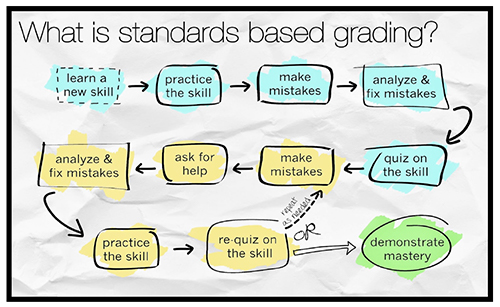 What is standards based grading?
learn a
new skill
practice
the skill
make
mistakes
analyze &
fix mistakes
analyze &
fix mistakes
ask for
help
make
mistakes
quiz on
the skill
practice
the skill
re-quiz on
the skill
repeat
as needed
OR
demonstrate
mastery